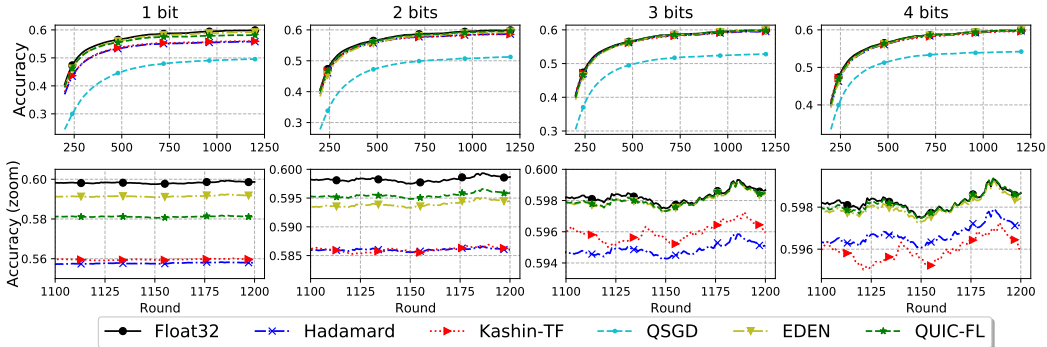 1 bit 2 bits 3 bits 4 bits
Accuracy
0.6 0.6 0.6 0.6
0.5 0.5 0.5 0.5
0.4 0.4 0.4 0.4
0.3 0.3 0.3
250 500 750 1000 1250 250 500 750 1000 1250 250 500 750 1000 1250 250 500 750 1000 1250
Accuracy (zoom)
0.60 0.600 0.600
0.598 0.598
0.595
0.58 0.596 0.596
0.590
0.56 0.585 0.594
1100 1125 1150 1175 1200 1100 1125 1150 1175 1200 1100 1125 1150 1175 1200 1100 1125 1150 1175 1200
Round Round Round Round
Float32 Hadamard Kashin-TF QSGD EDEN QUIC-FL